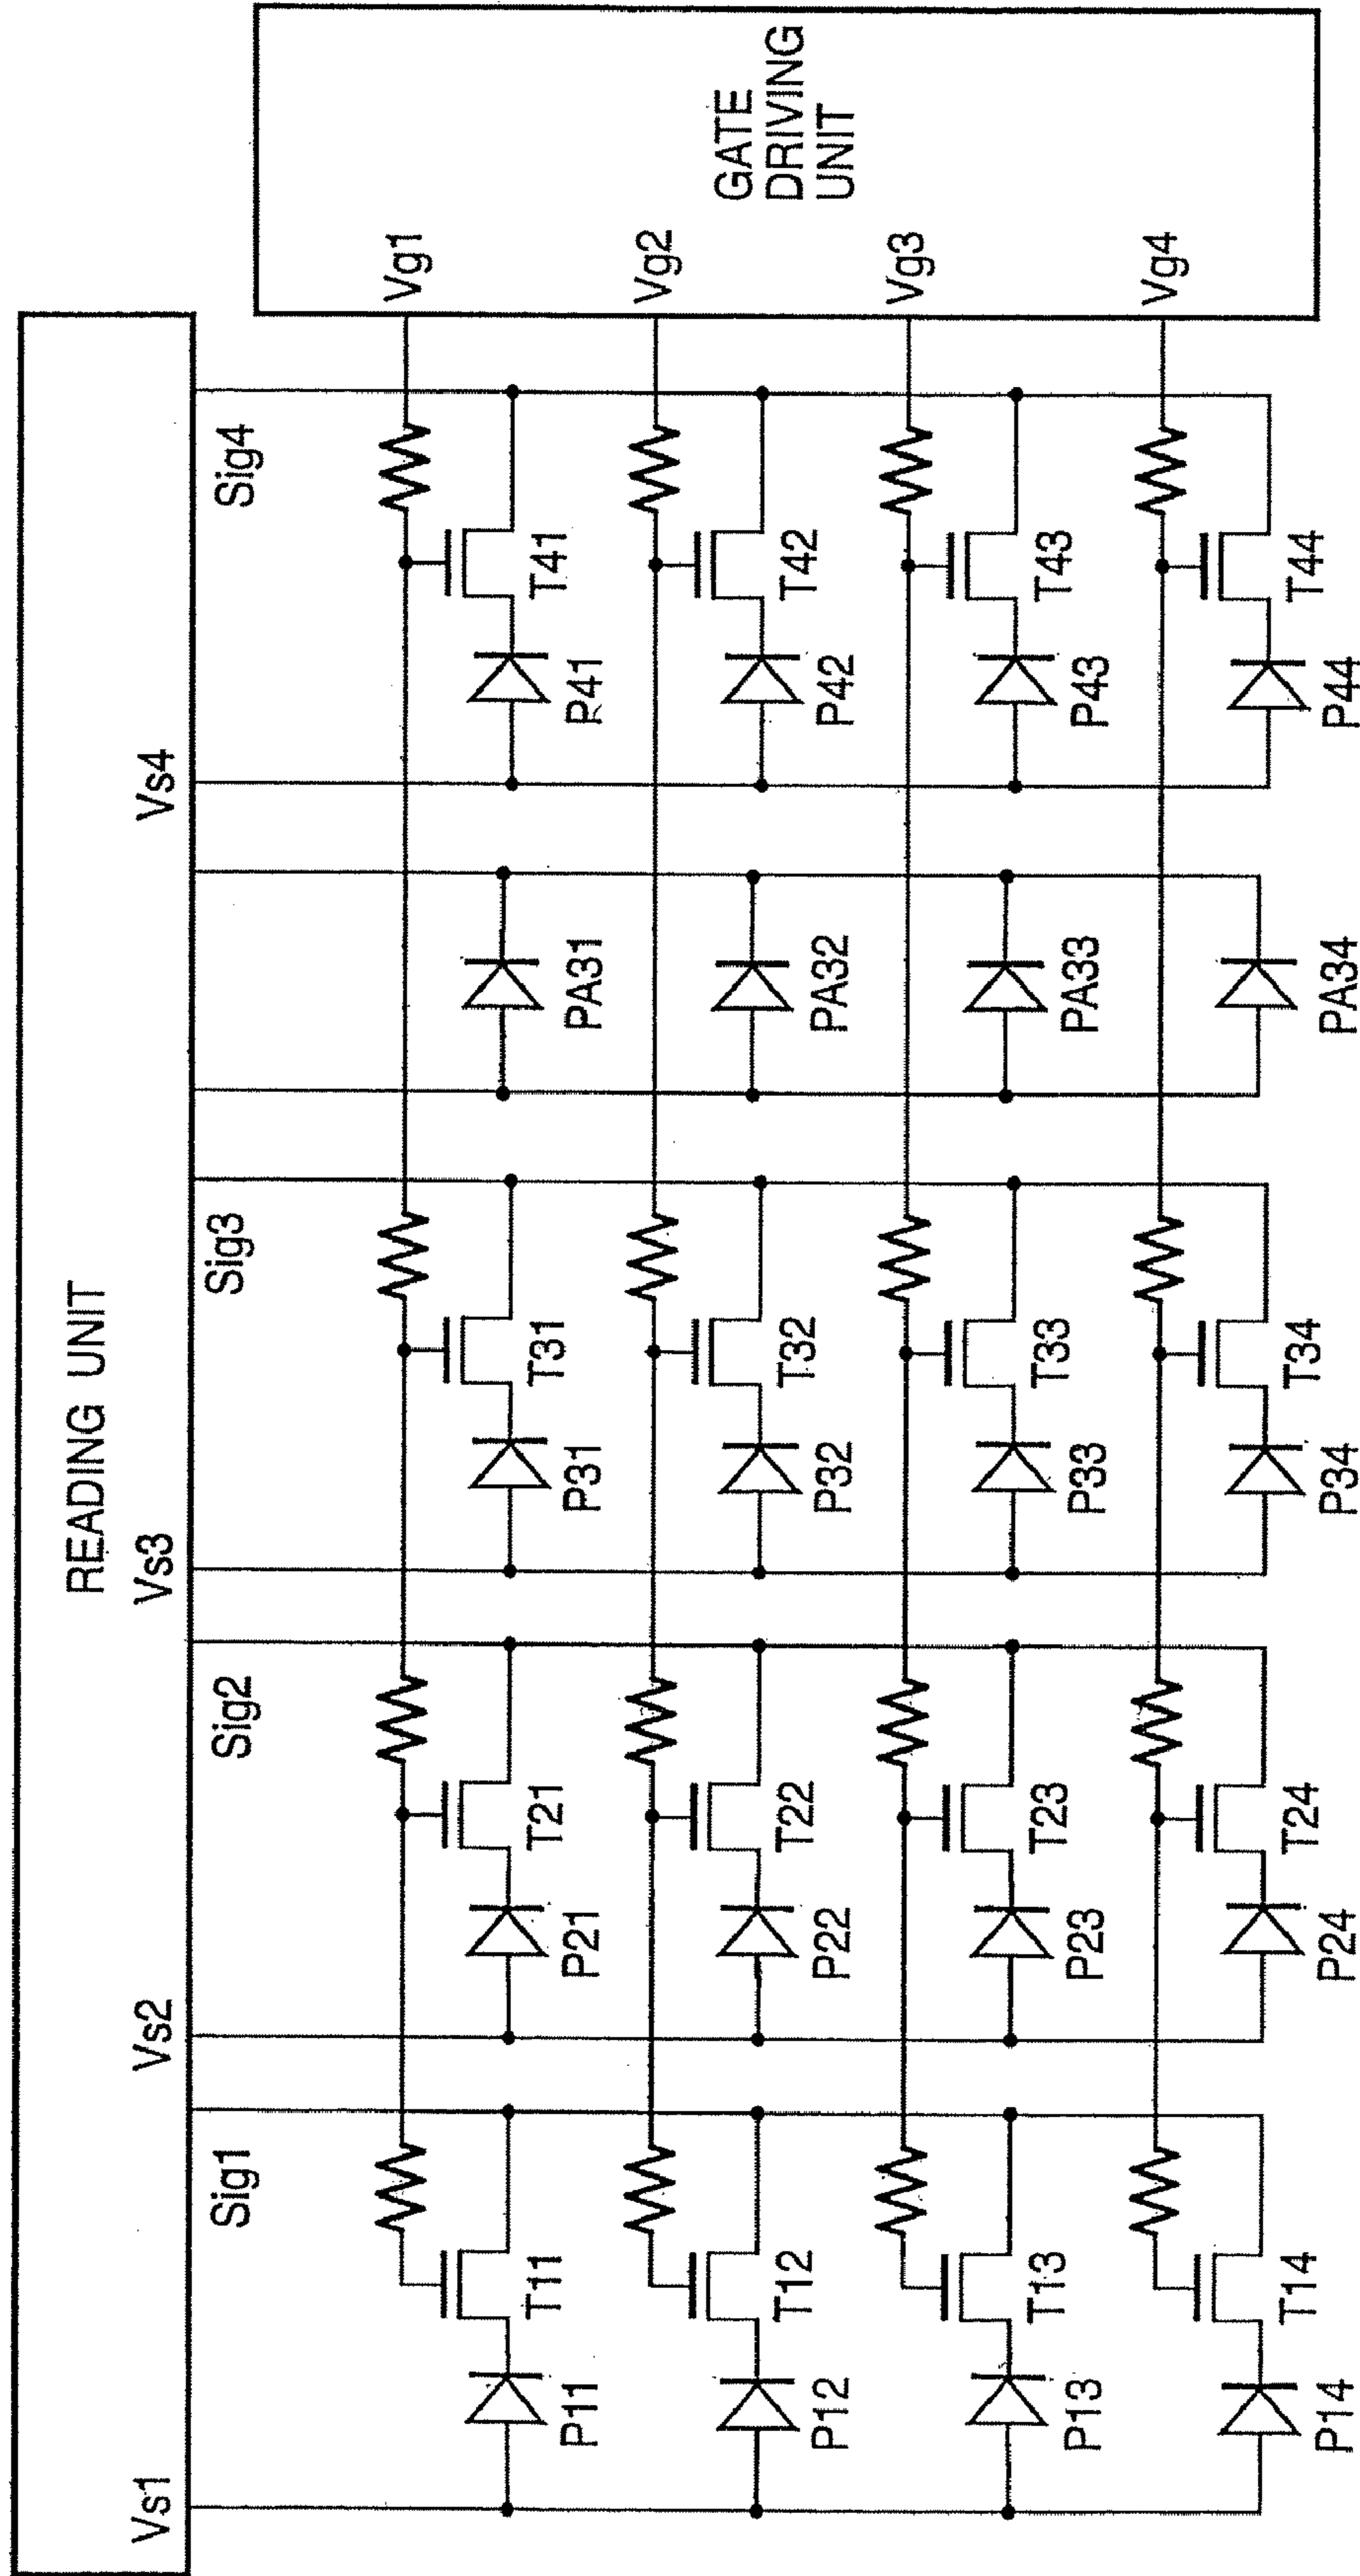 READING UNIT
Vs1
Vs2
Vs3
Vs4
Sig1
Sig2
Sig3
Sig4
GATE
DRIVING
UNIT
Vg1
Vg2
Vg3
Vg4
T11
T21
T31
T41
P11
P21
P31
PA31
P41
T12
T22
T32
T42
P12
P22
P32
PA32
P42
T13
T23
T33
T43
P13
P23
P33
PA33
P43
T14
T24
T34
T44
P14
P24
P34
PA34
P44